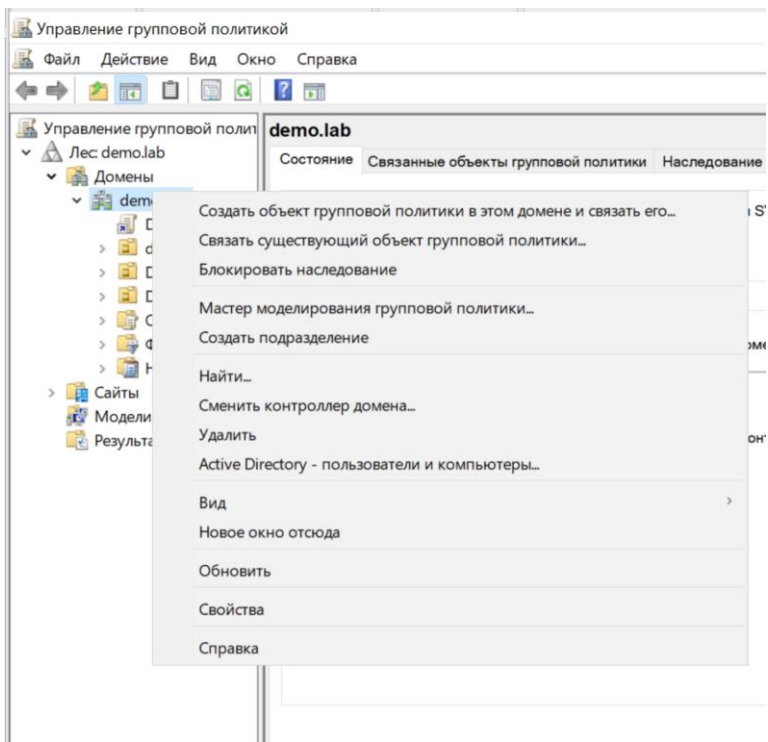 Управление групповой политикой
Файл Действие Вид Окно Справка
Управление групповой полит
Лес: demo.lab
Домены
dem
demo.lab
Состояние Связанные объекты групповой политики Наследование
Создать объект групповой политики в этом домене и связать его...
Связать существующий объект групповой политики...
Блокировать наследование
Мастер моделирования групповой политики...
Создать подразделение
Найти...
Сменить контроллер домена...
Удалить
Active Directory - пользователи и компьютеры...
Вид
Новое окно отсюда
Обновить
Свойства
Справка
Сайты
Модели
Результа